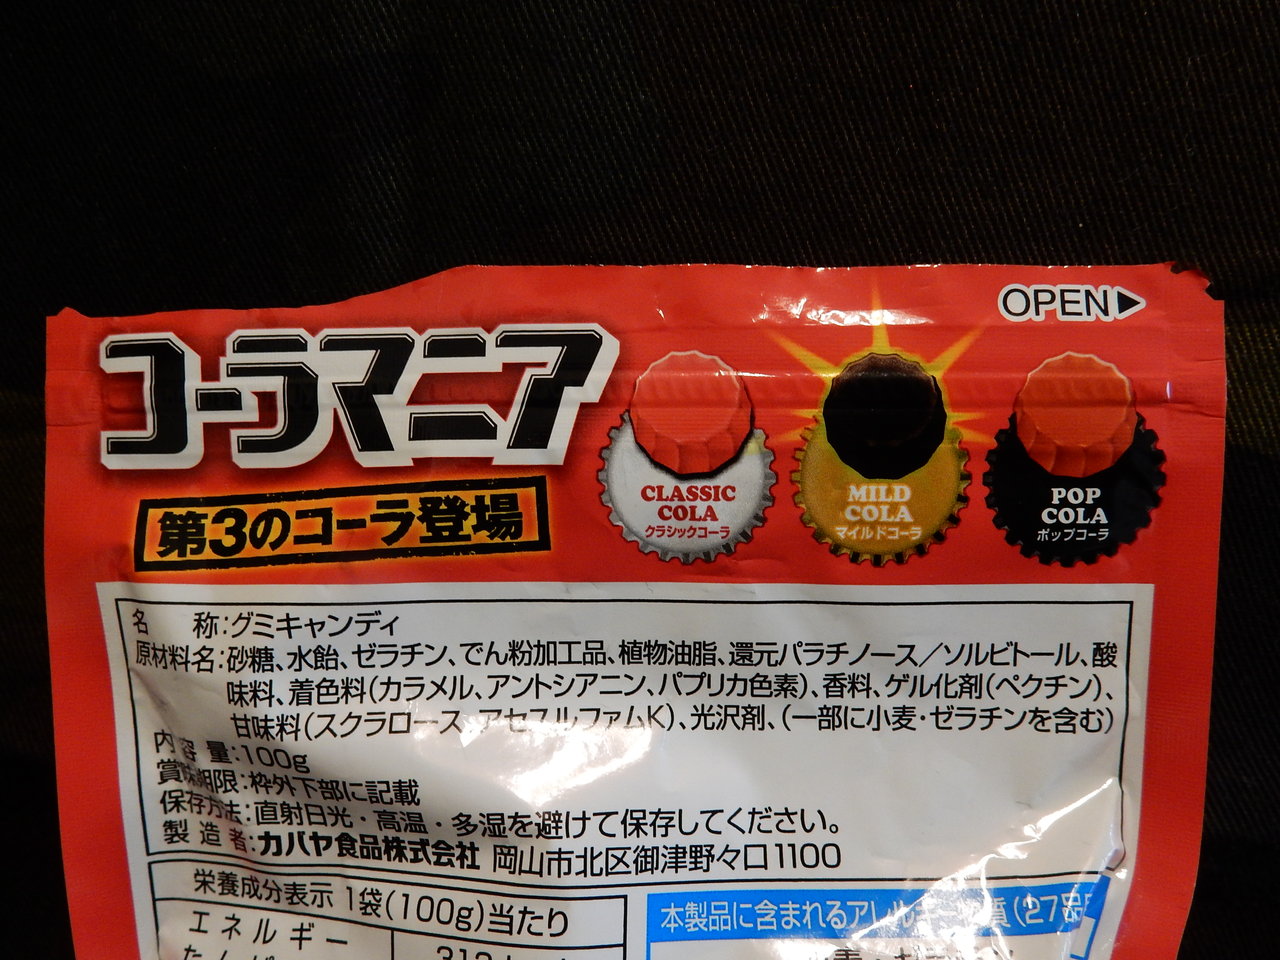 OPEN
コーラマニア
第3のコーラ登場
CLASSIC
COLA
クラシックコーラ
MILD
COLA
マイルドコーラ
POP
COLA
ポップコーラ
名 称:グミキャンディ
原材料名:砂糖、水飴、ゼラチン、でん粉加工品、植物油脂、還元パラチノース／ソルビトール、酸
味料、着色料(カラメル、アントシアニン、パプリカ色素)、香料、ゲル化剤(ペクチン)、
甘味料(スクラロース、アセスルファムK)、光沢剤、(一部に小麦・ゼラチンを含む)
内 容 量:100g
賞味期限:枠外下部に記載
保存方法:直射日光・高温・多湿を避けて保存してください。
製 造 者:カバヤ食品株式会社 岡山市北区御津野々口1100
栄養成分表示 1袋(100g)当たり
エネルギー
本製品に含まれるアレルギー物質(27品